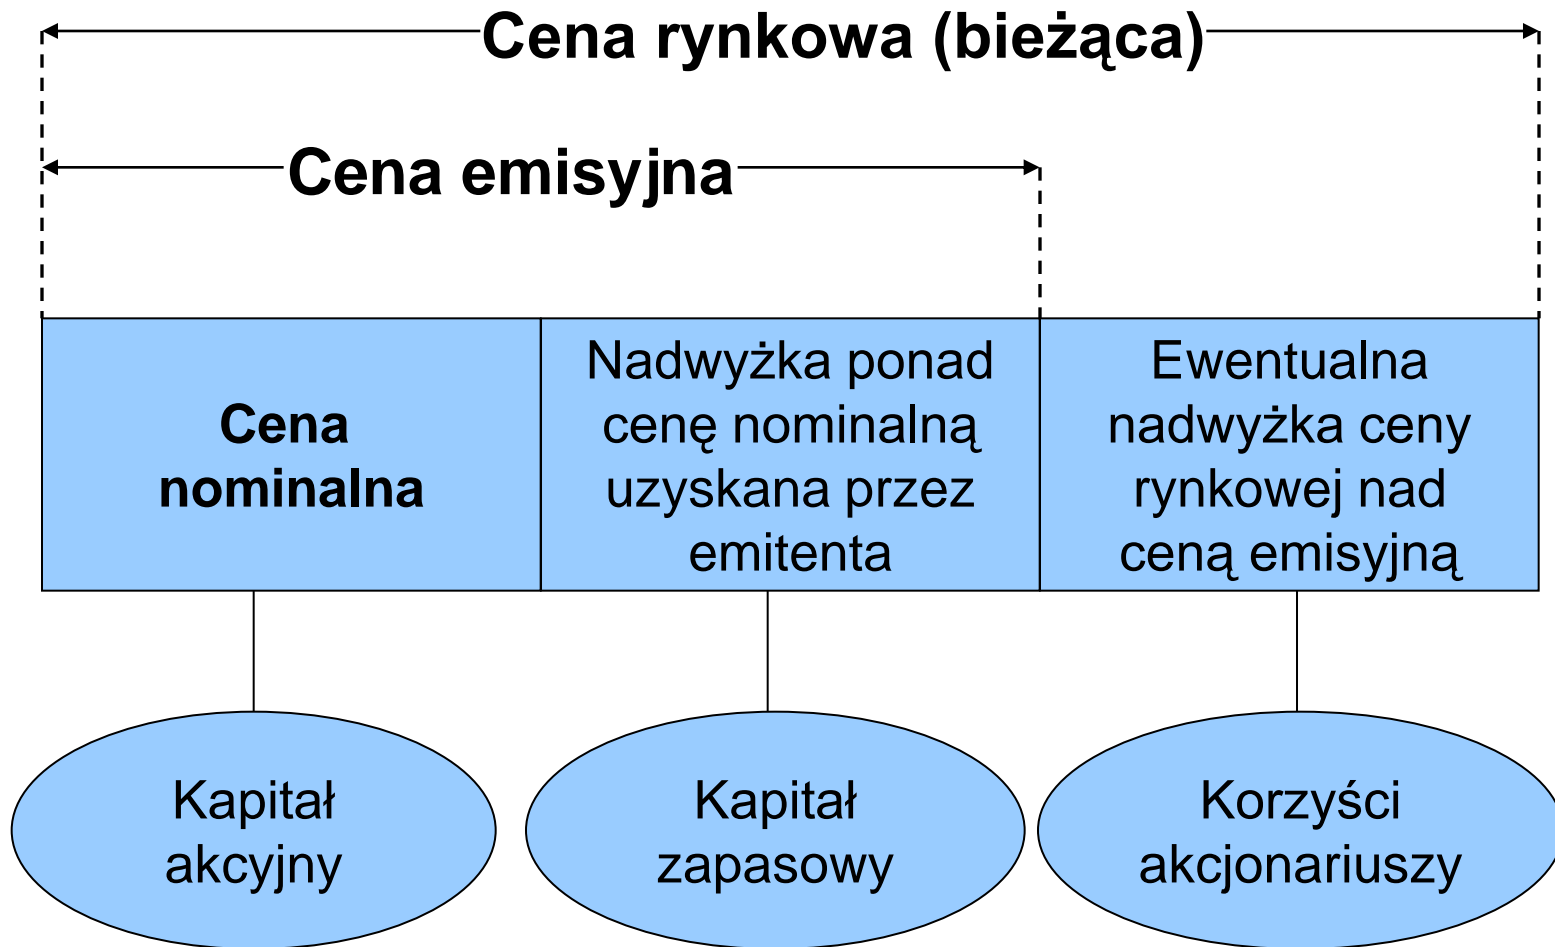 Cena rynkowa (bieżąca)
Cena emisyjna
Cena
nominalna
Nadwyżka ponad
cenę nominalną
uzyskana przez
emitenta
Ewentualna
nadwyżka ceny
rynkowej nad
ceną emisyjną
Kapitał
akcyjny
Kapitał
zapasowy
Korzyści
akcjonariuszy